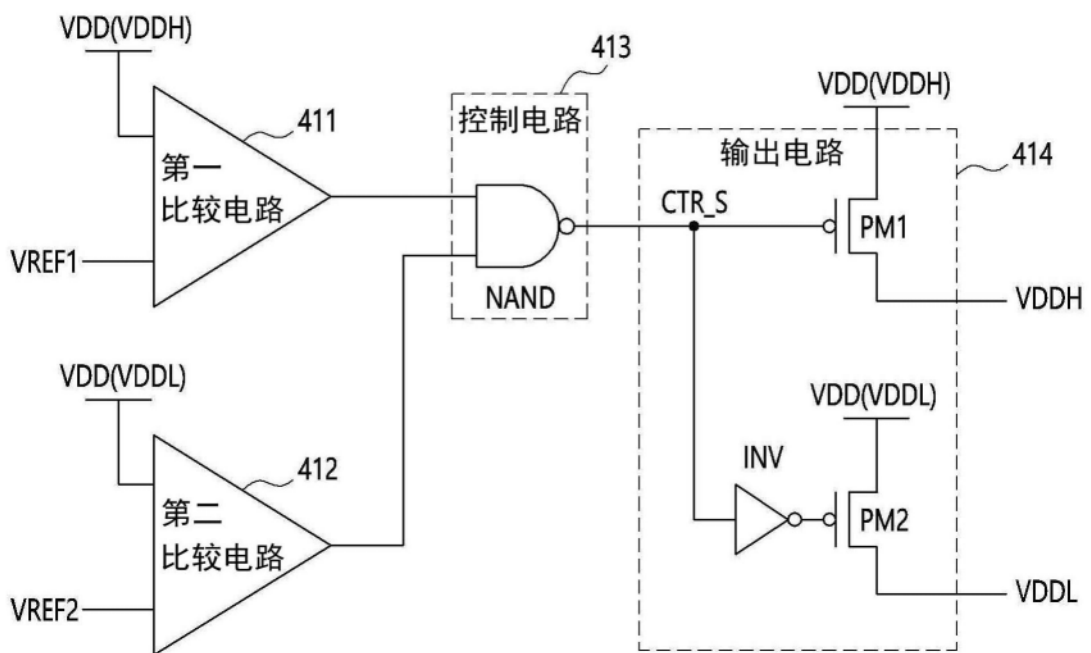 VDD(VDDH)
411
第一
比较电路
VREF1
413
控制电路
NAND
VDD(VDDH)
输出电路
414
CTR_S
PM1
VDDH
VDD(VDDL)
412
第二
比较电路
VREF2
VDD(VDDL)
INV
PM2
VDDL